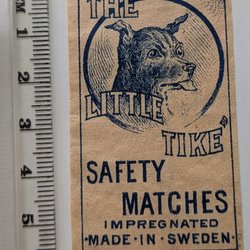 THE
LITTLE
TIKE"
SAFETY
MATCHES
IMPREGNATED
·MADE·IN·SWEDEN·
CM
1
2
3
4
5